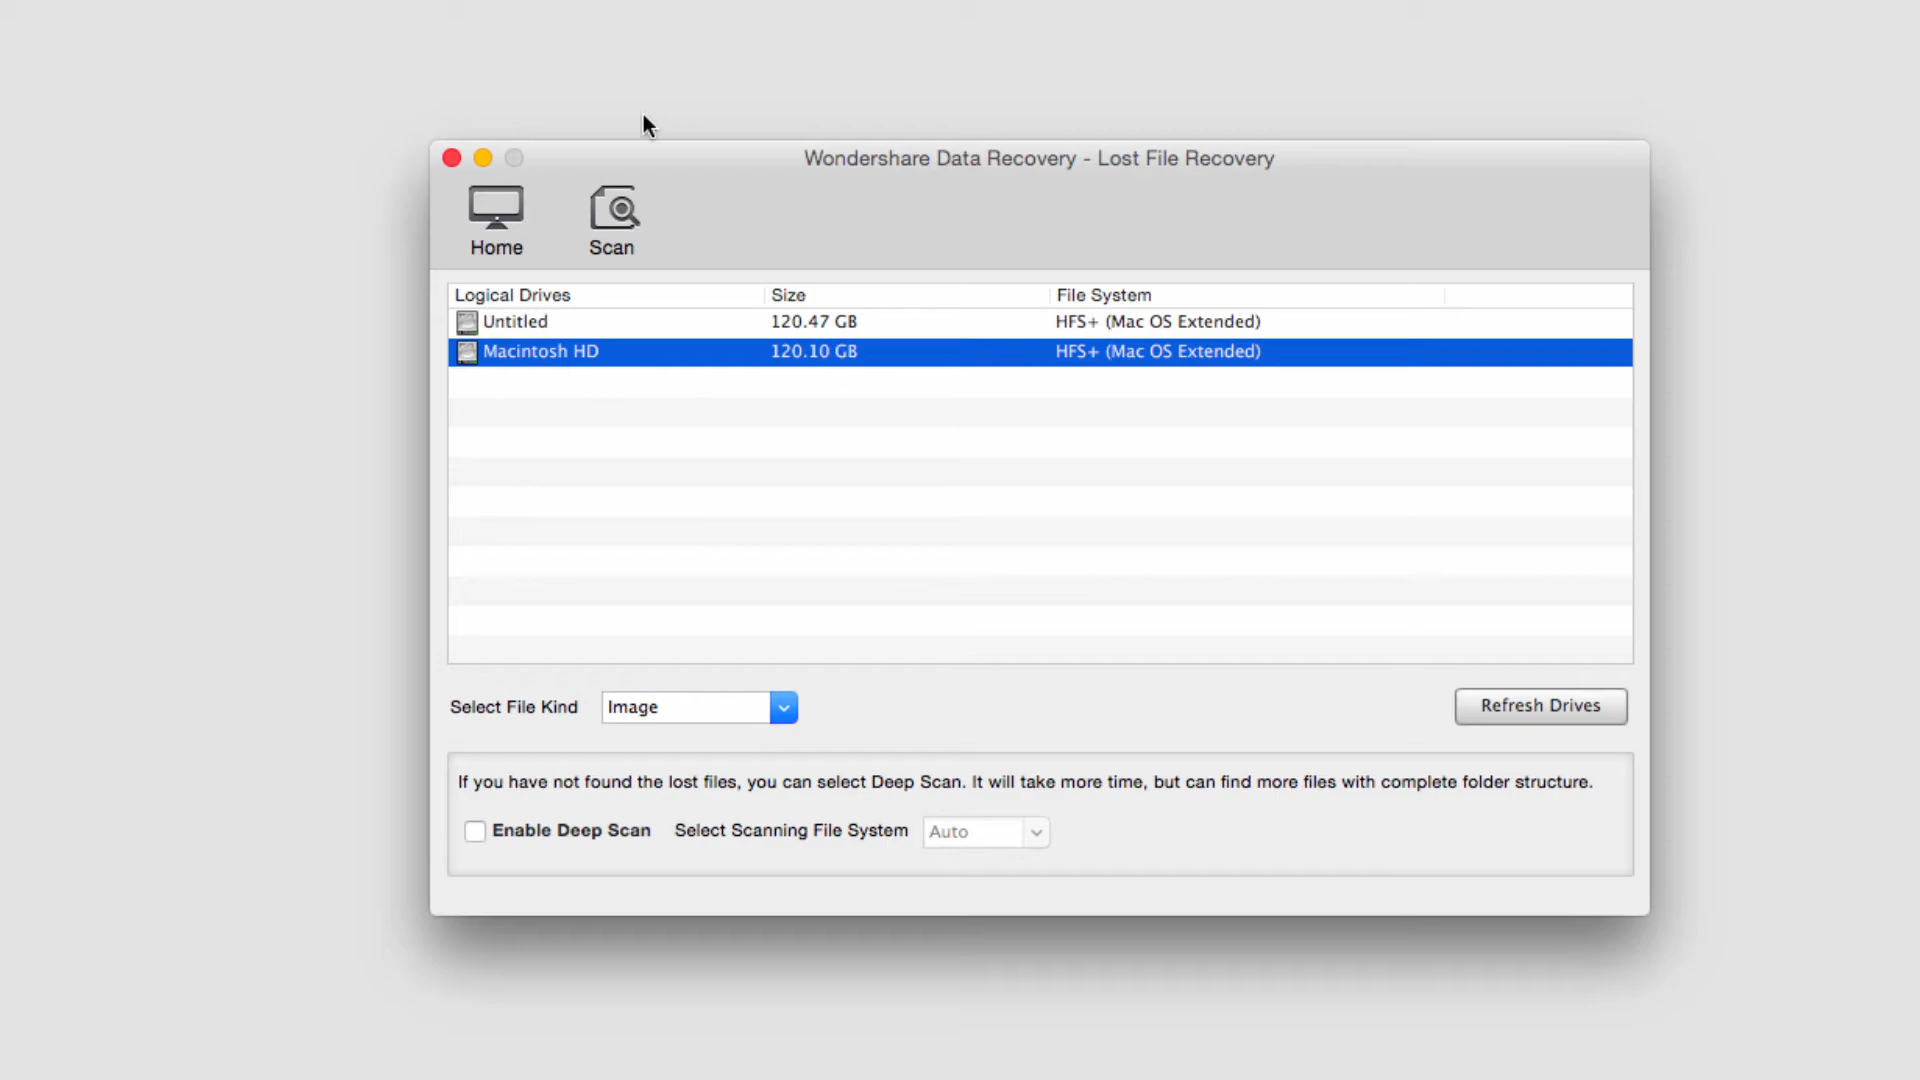 Wondershare Data Recovery - Lost File Recovery
Home Scan
Logical Drives Size File System
Untitled 120.47 GB HFS+ (Mac OS Extended)
Macintosh HD 120.10 GB HFS+ (Mac OS Extended)
Select File Kind Image Refresh Drives
If you have not found the lost files, you can select Deep Scan. It will take more time, but can find more files with complete folder structure.
Enable Deep Scan Select Scanning File System Auto